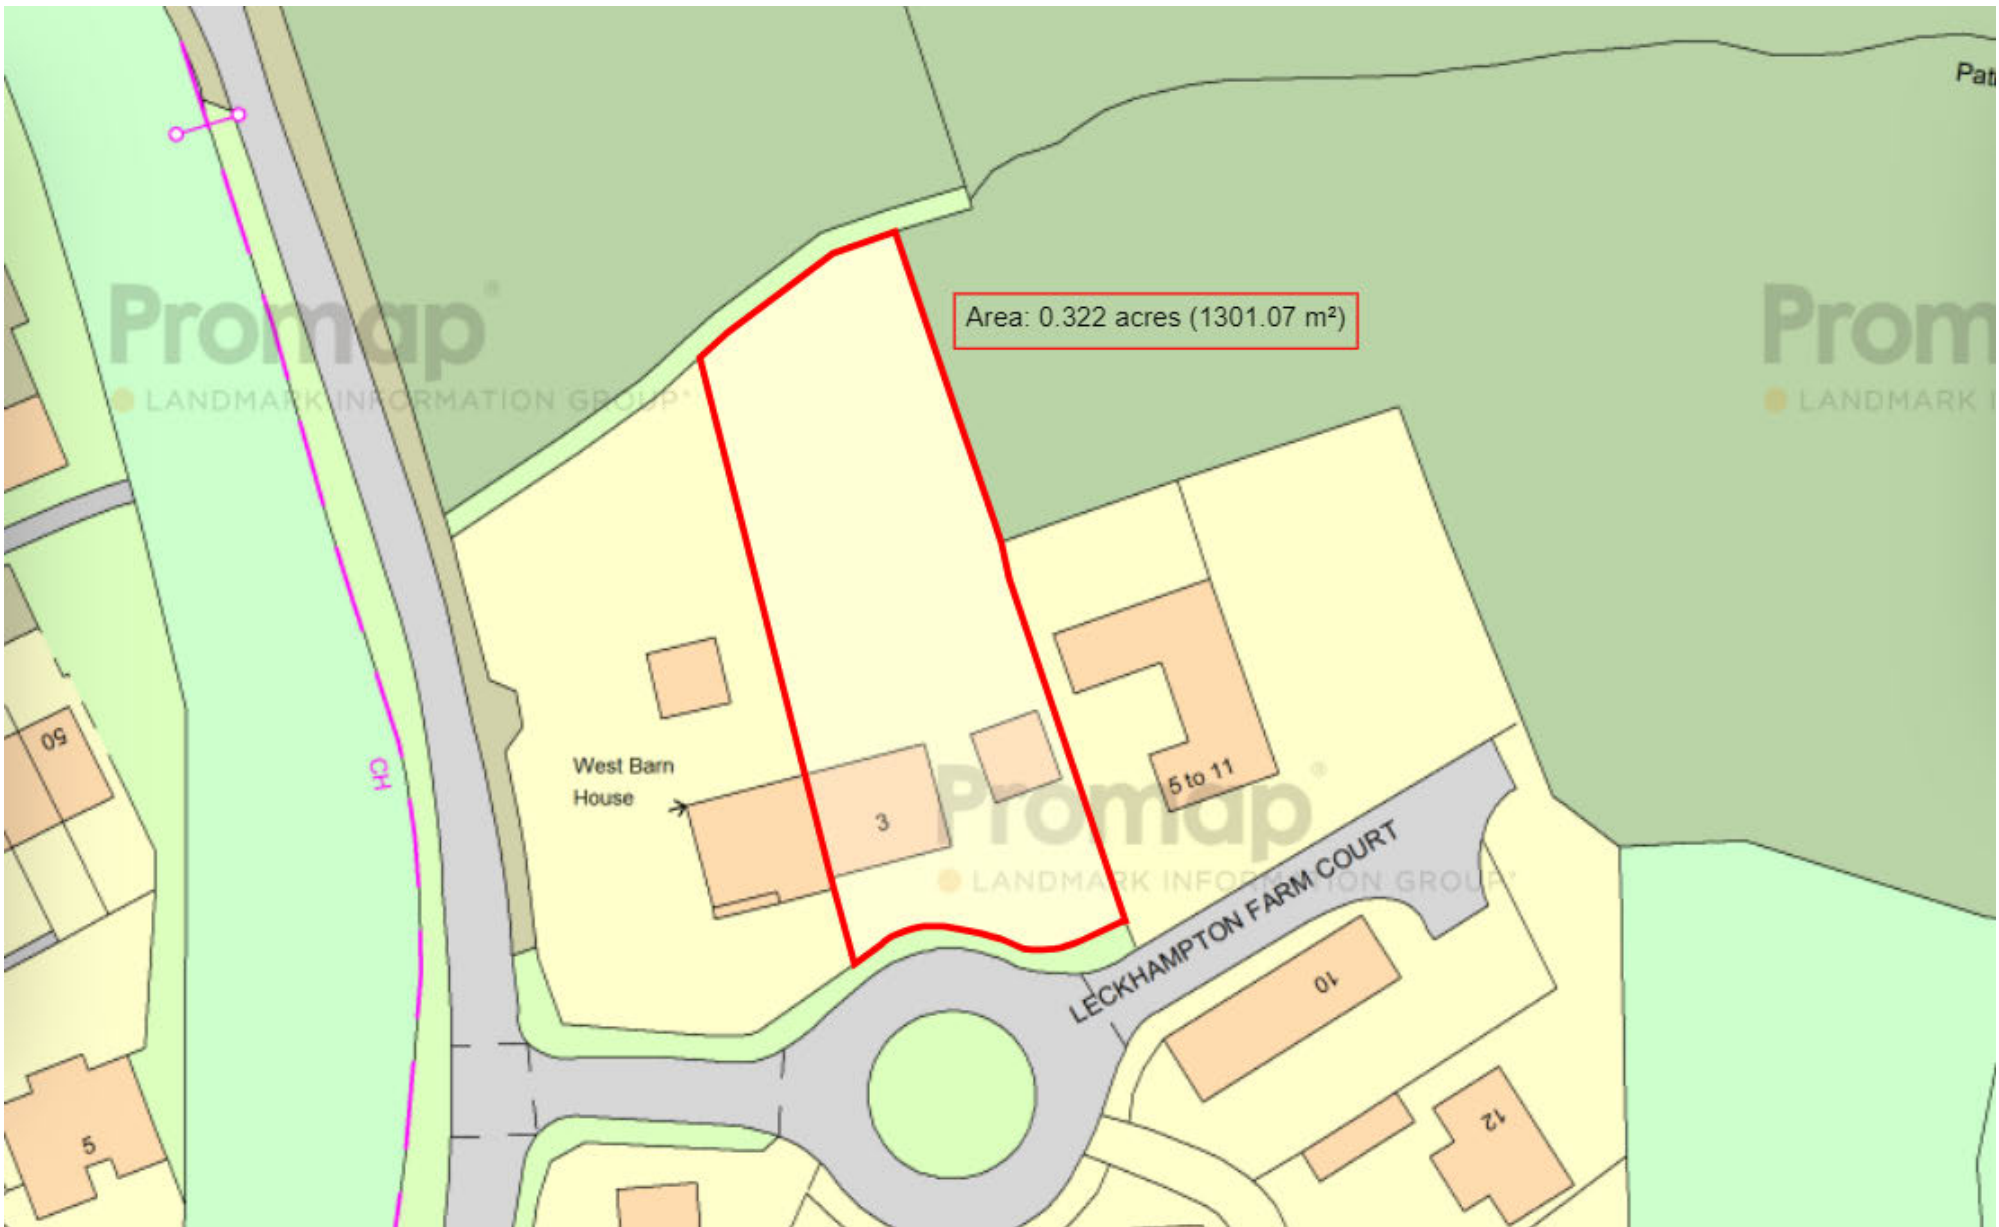 Pat
Promap®
LANDMARK INFORMATION GROUP®
Prom
LANDMARK
Area: 0.322 acres (1301.07 m²)
50
CH
West Barn
House
3
5 to 11
Promap®
LANDMARK INFORMATION GROUP®
LECKHAMPTON FARM COURT
10
12
5